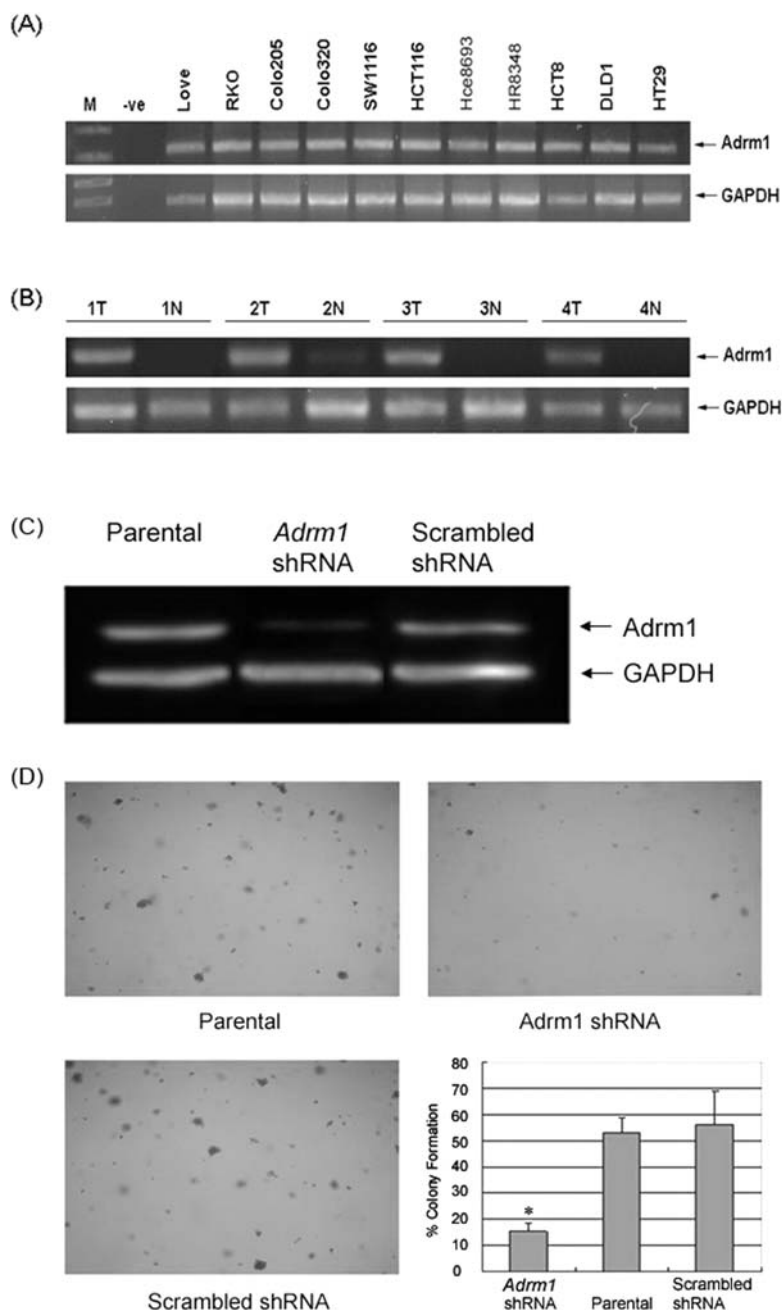 (A)
M -ve Love RKO Colo205 Colo320 SW1116 HCT116 Hce8693 HR8348 HCT8 DLD1 HT29
Adrm1
GAPDH
(B)
1T 1N 2T 2N 3T 3N 4T 4N
Adrm1
GAPDH
(C)
Parental Adrm1 shRNA Scrambled shRNA
Adrm1
GAPDH
(D)
Parental
Adrm1 shRNA
Scrambled shRNA
% Colony Formation
80
70
60
50
40
30
20
10
0
*
Adrm1 shRNA Parental Scrambled shRNA